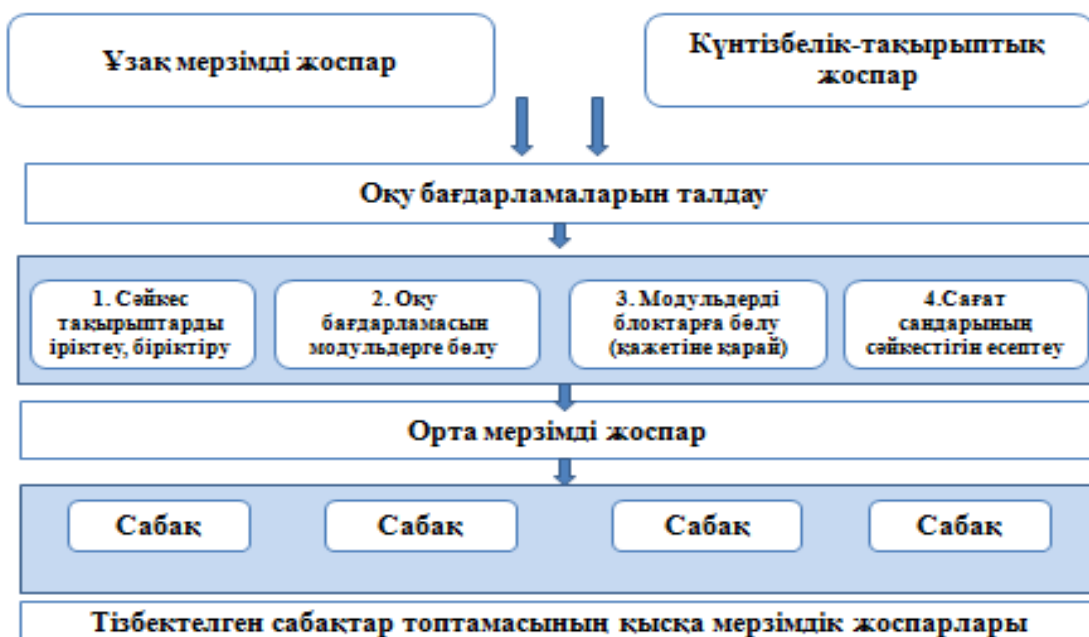 Ұзақ мерзімді жоспар
Күнтізбелік-тақырыптық
жоспар
Оқу бағдарламаларын талдау
1. Сәйкес
тақырыптарды
іріктеу, біріктіру
2. Оқу
бағдарламасын
модульдерге бөлу
3. Модульдерді
блоктарға бөлу
(қажетіне қарай)
4.Сағат
сандарының
сәйкестігін есептеу
Орта мерзімді жоспар
Сабақ
Сабақ
Сабақ
Сабақ
Тізбектелген сабақтар топтамасының қысқа мерзімдік жоспарлары